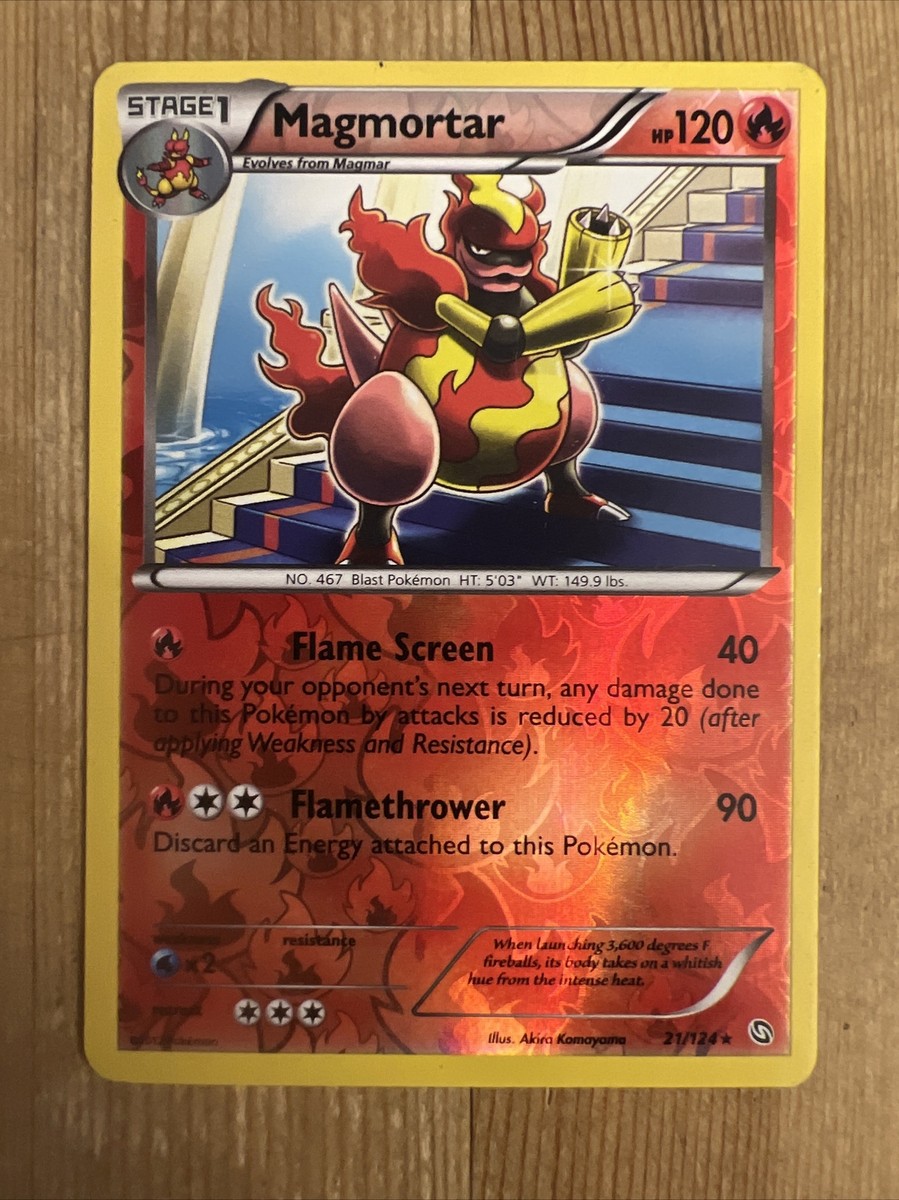 STAGE1
Magmortar
HP120
Evolves from Magmar
NO. 467 Blast Pokémon HT: 5'03" WT: 149.9 lbs.
Flame Screen 40
During your opponent's next turn, any damage done
to this Pokémon by attacks is reduced by 20 (after
applying Weakness and Resistance).
Flamethrower 90
Discard an Energy attached to this Pokémon.
resistance
x2
When launching 3,600 degrees F.
fireballs, its body takes on a whitish
hue from the intense heat.
retreat
Illus. Akira Komayama
21/124 ★